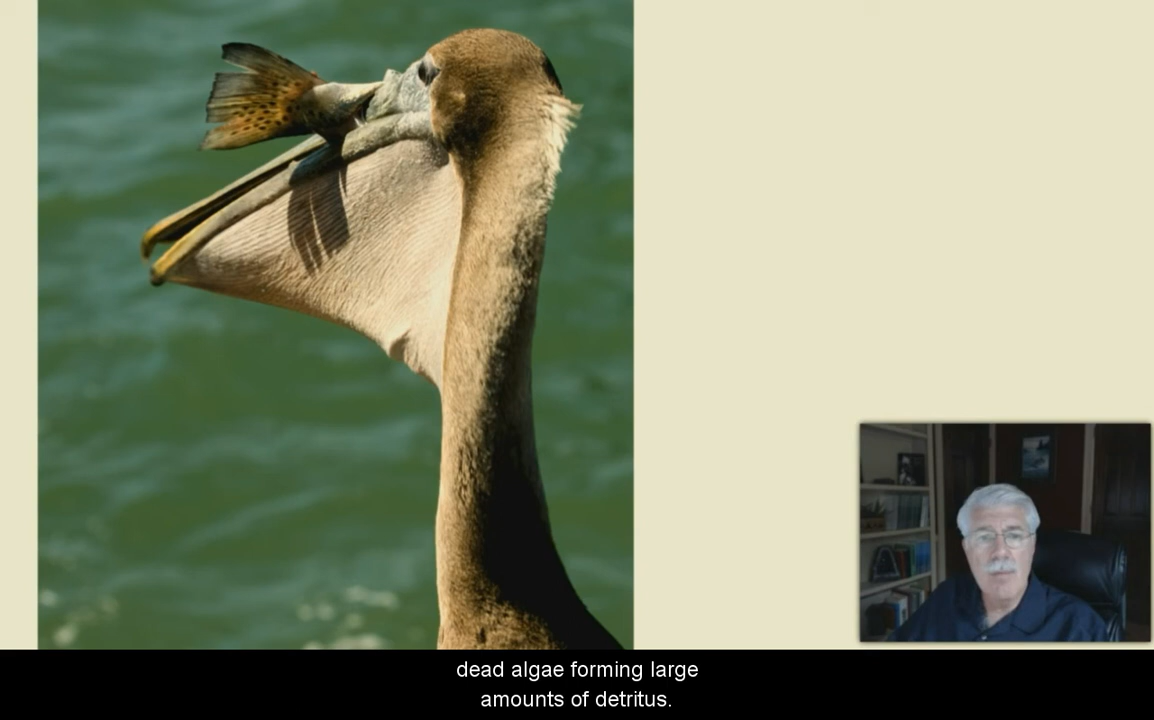 dead algae forming large
amounts of detritus.